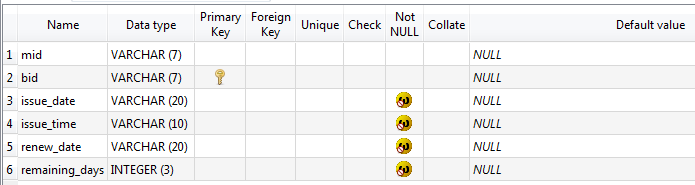 Name Data type Primary Key Foreign Key Unique Check Not NULL Collate Default value
1 mid VARCHAR (7) NULL
2 bid VARCHAR (7) NULL
3 issue_date VARCHAR (20) NULL
4 issue_time VARCHAR (10) NULL
5 renew_date VARCHAR (20) NULL
6 remaining_days INTEGER (3) NULL